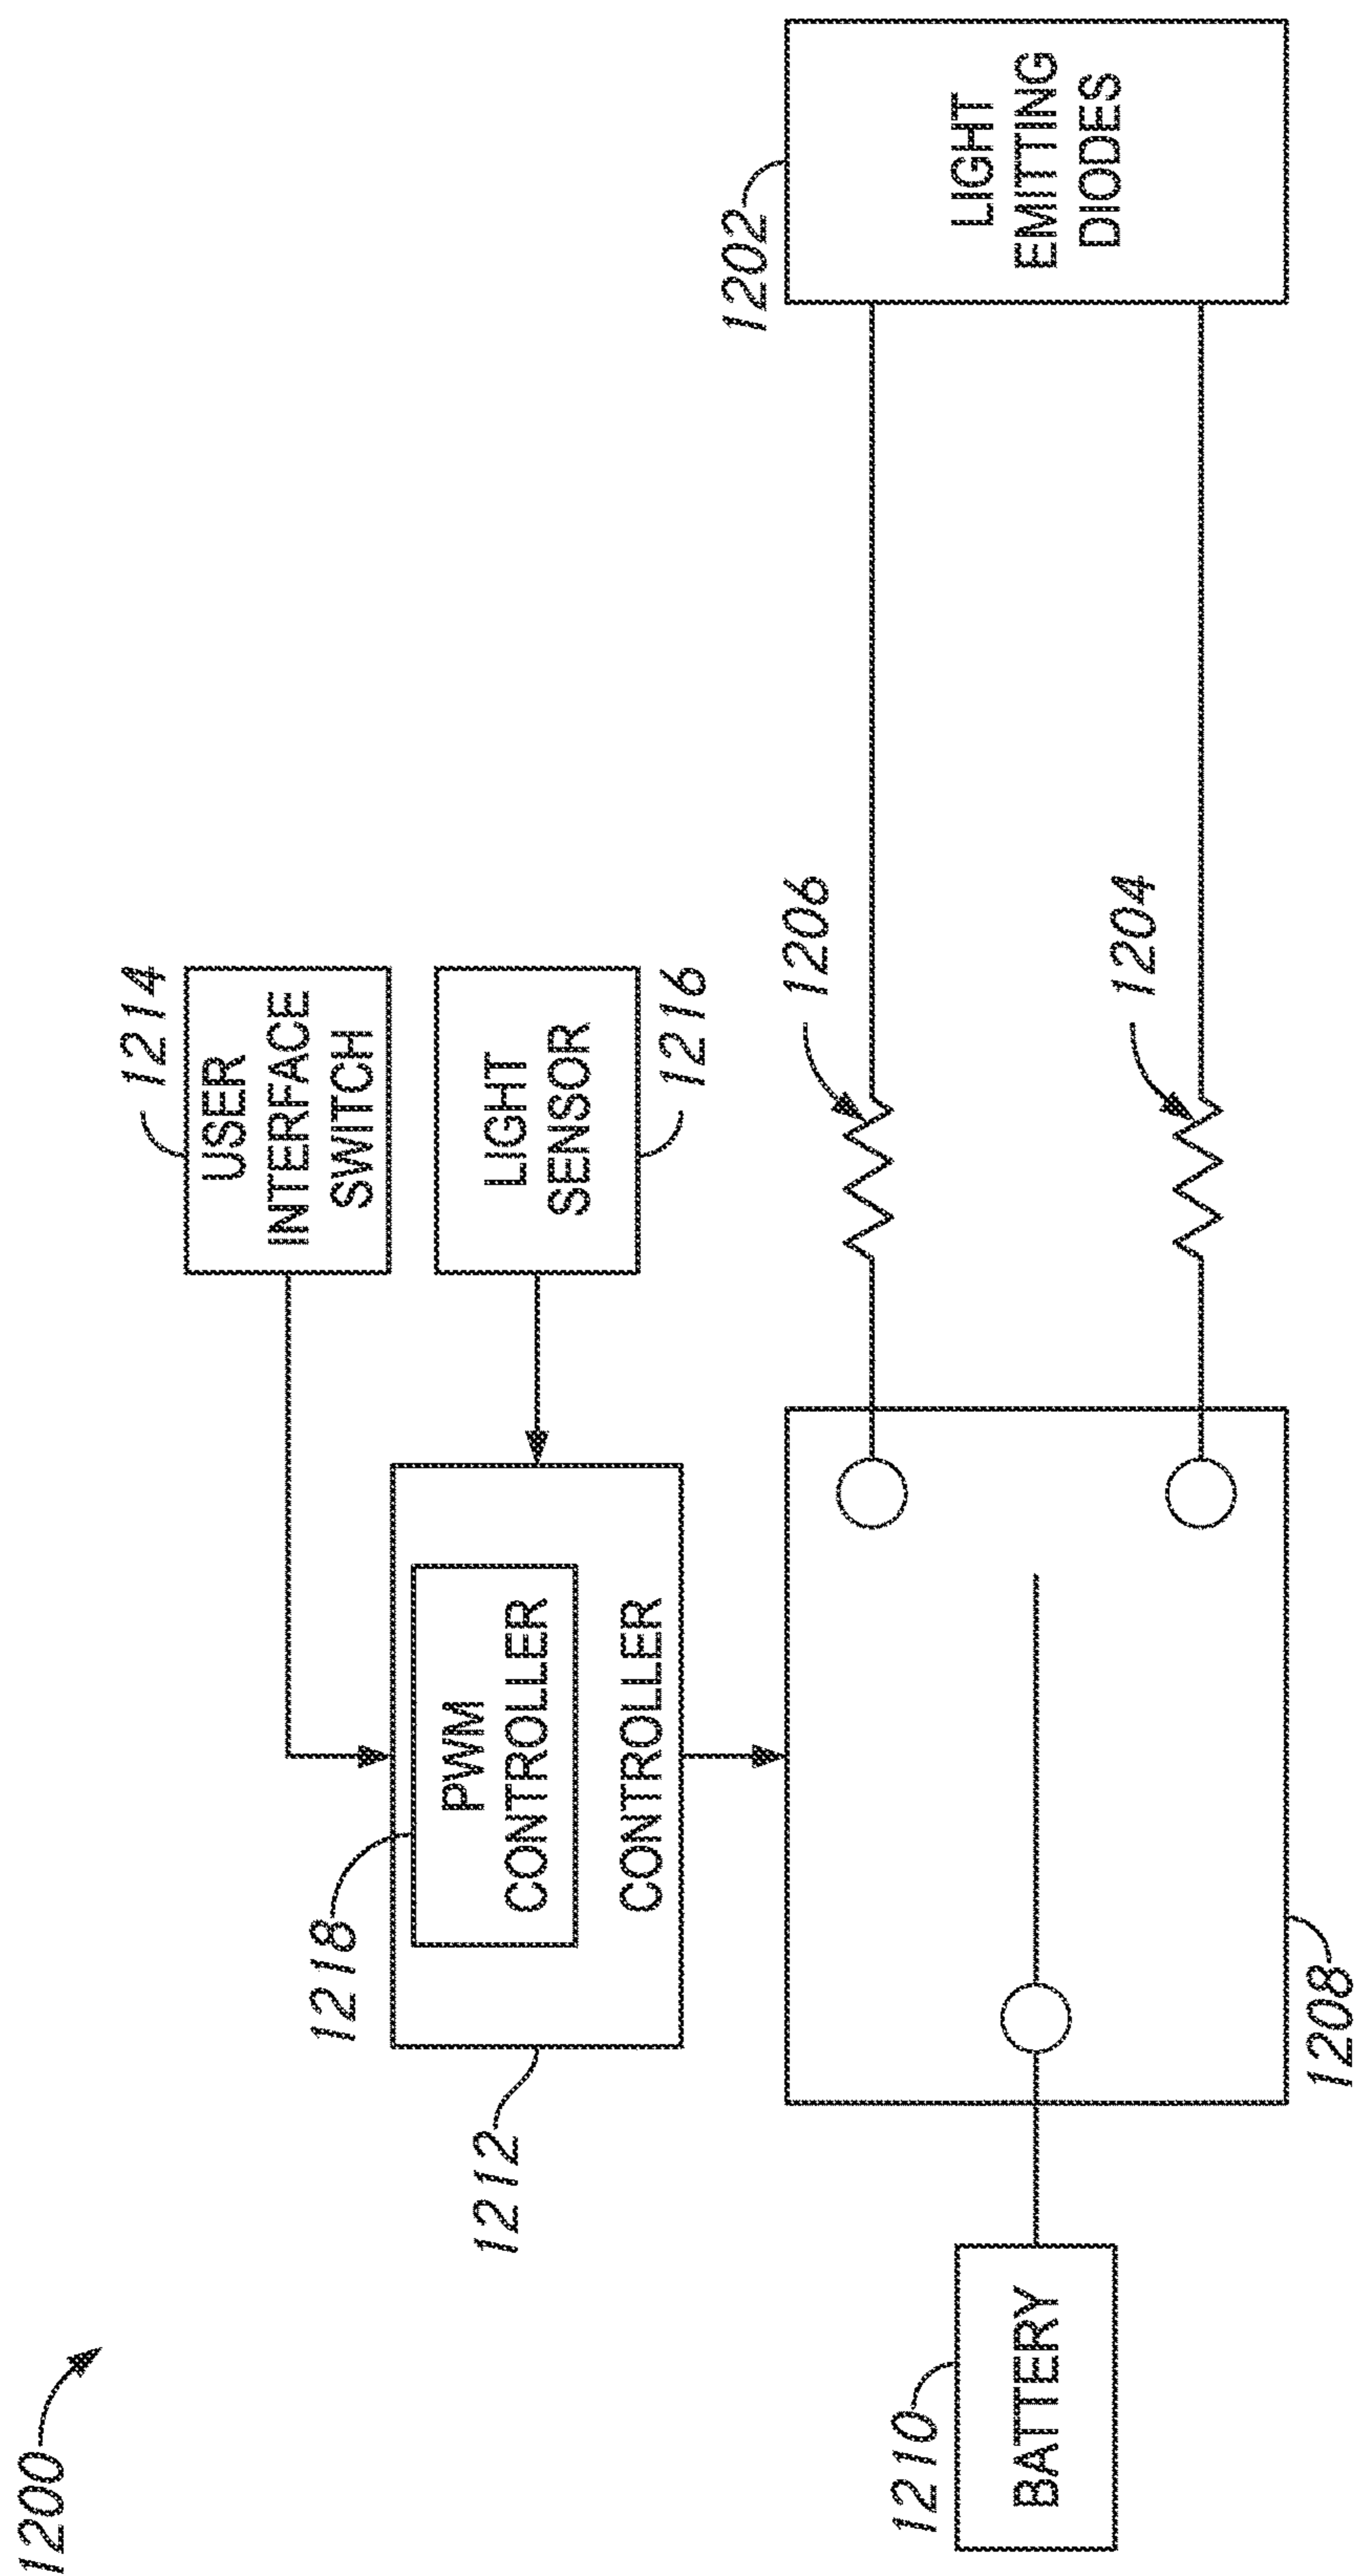 1200
1214
USER
INTERFACE
SWITCH
1218
PWM
CONTROLLER
CONTROLLER
1212
LIGHT
SENSOR
1216
1202
LIGHT
EMITTING
DIODES
1206
1204
1210
BATTERY
1208